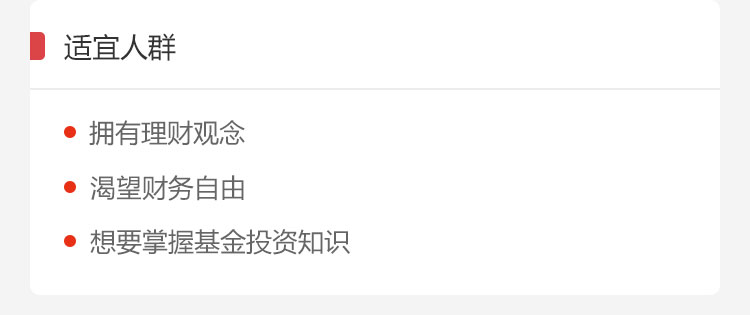 适宜人群
拥有理财观念
渴望财务自由
想要掌握基金投资知识